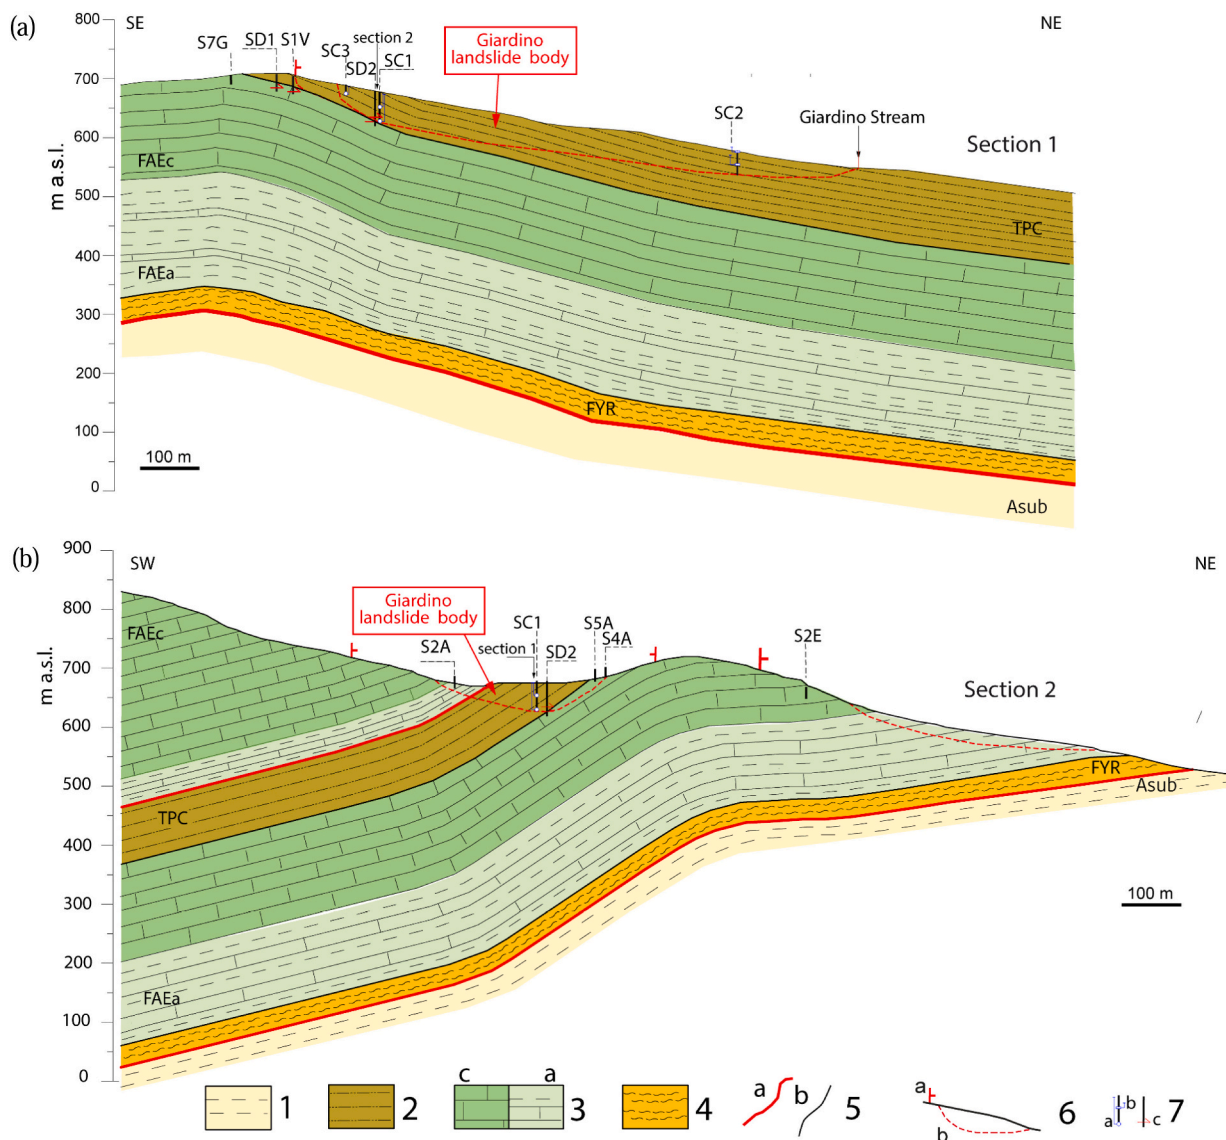 (a)
SE
NE
800
700
600
500
400
300
200
100
0
m a.s.l.
S7G
SD1
S1V
SC3
section 2
SD2
SC1
Giardino
landslide body
SC2
Giardino Stream
Section 1
FAEc
FAEa
TPC
FYR
Asub
100 m
(b)
SW
NE
900
800
700
600
500
400
300
200
100
0
m a.s.l.
Giardino
landslide body
FAEc
S2A
section 1
SC1
SD2
S5A
S4A
S2E
Section 2
TPC
FYR
Asub
FAEa
100 m
1
2
c a
3
4
a b
5
a
b
6
a b c
7